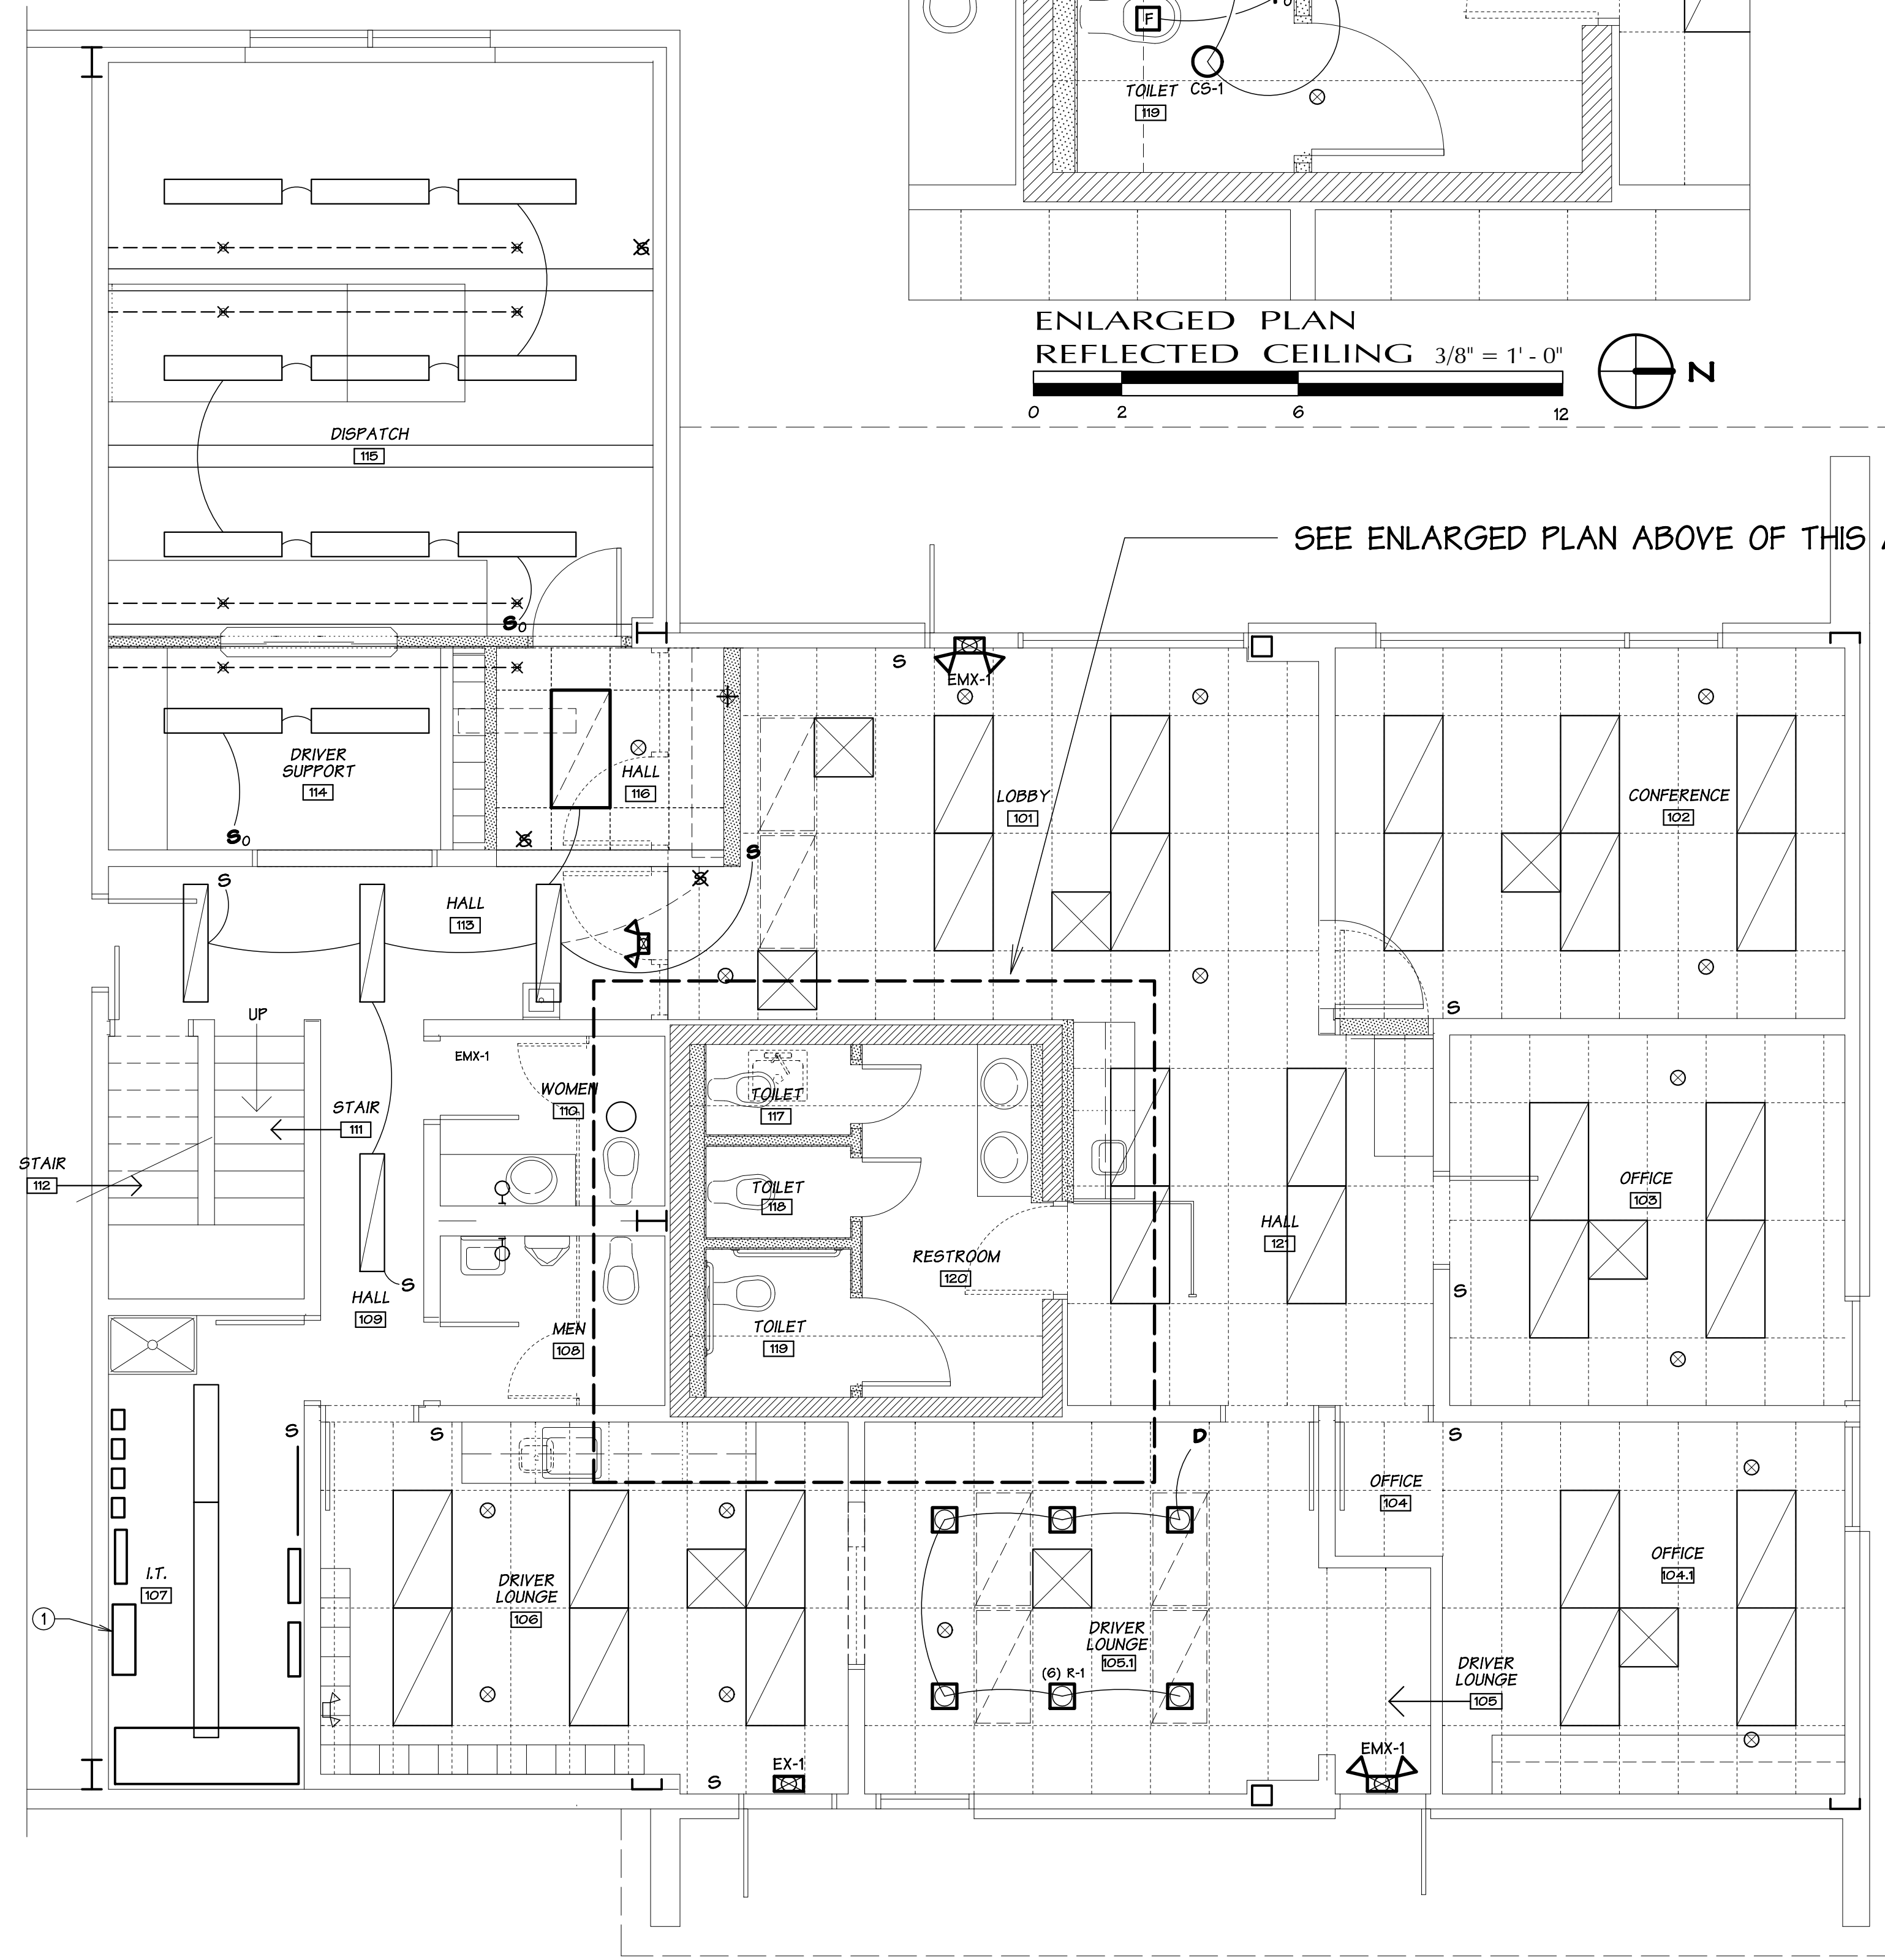 F
TOILET
119
CS-1
ENLARGED PLAN
REFLECTED CEILING 3/8" = 1' - 0"
0 2 6 12
N
S
DISPATCH
115
SEE ENLARGED PLAN ABOVE OF THIS
S0
S
EMX-1
DRIVER
SUPPORT
114
S0
HALL
116
S
LOBBY
101
CONFERENCE
102
S
S
S
HALL
113
S
UP
EMX-1
WOMEN
110
STAIR
111
STAIR
112
TOILET
117
TOILET
118
RESTROOM
120
TOILET
119
HALL
121
OFFICE
103
S
S
HALL
109
MEN
108
S
S
D
S
OFFICE
104
I.T.
107
1
DRIVER
LOUNGE
106
DRIVER
LOUNGE
105.1
(6) R-1
OFFICE
104.1
DRIVER
LOUNGE
105
EX-1
S
EMX-1